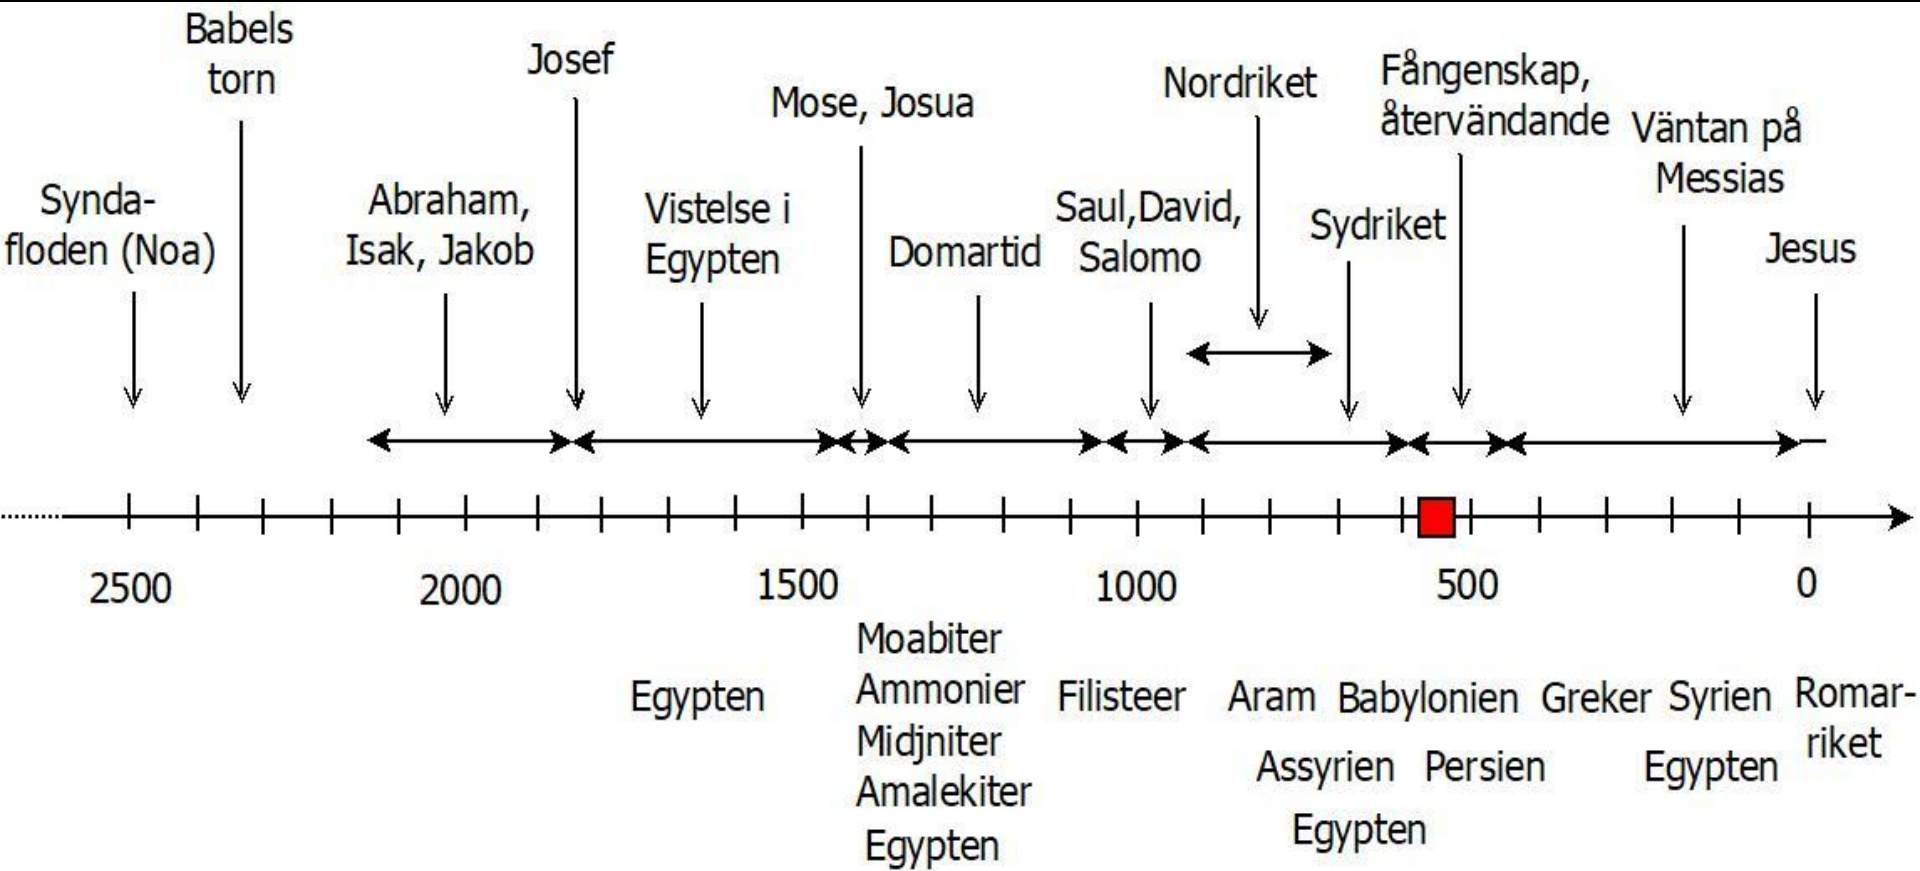 Babels
torn
Josef
Mose, Josua
Nordriket
Fångenskap,
återvändande
Väntan på
Messias
Synda-
floden (Noa)
Abraham,
Isak, Jakob
Vistelse i
Egypten
Domartid
Saul,David,
Salomo
Sydriket
Jesus
2500
2000
1500
1000
500
0
Egypten
Moabiter
Ammonier
Midjniter
Amalekiter
Egypten
Filisteer
Aram
Assyrien
Egypten
Babylonien
Persien
Greker
Syrien
Egypten
Romar-
riket